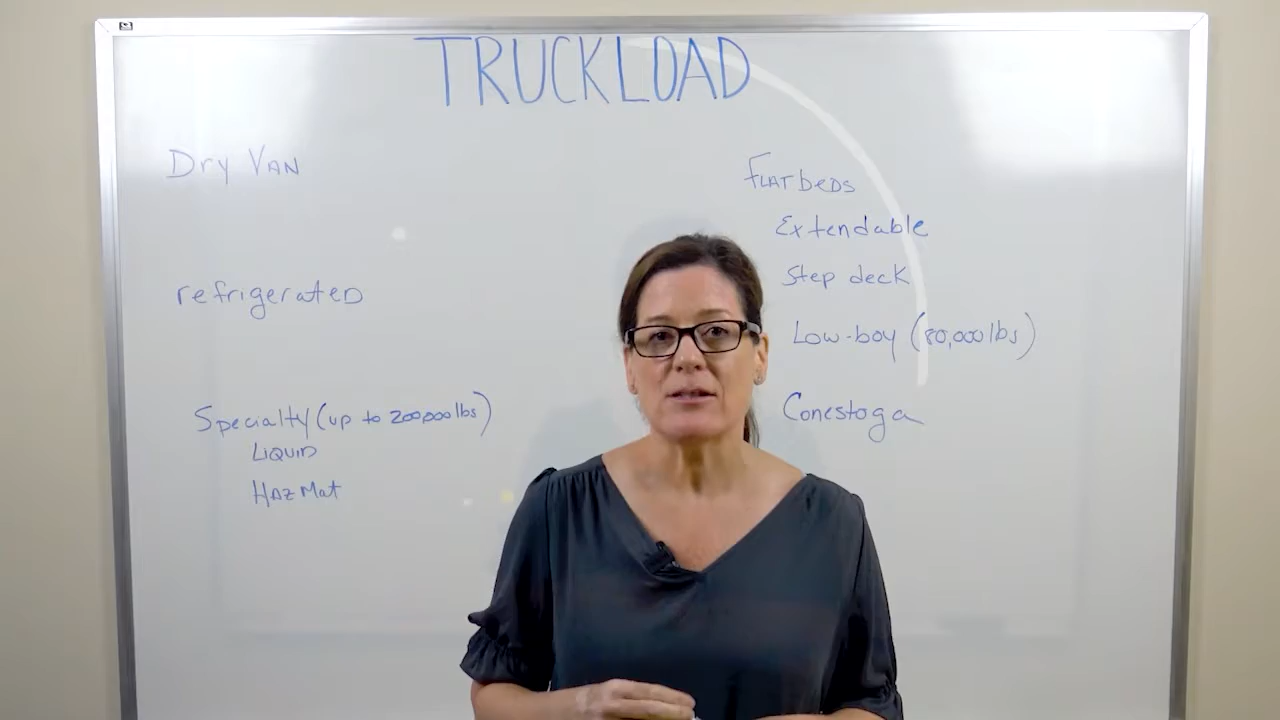 TRUCKLOAD
Dry Van
refrigerated
Specialty (up to 200,000 lbs)
Liquid
HazMat
Flatbeds
Extendable
Step deck
Low-boy (80,000 lbs)
Conestoga